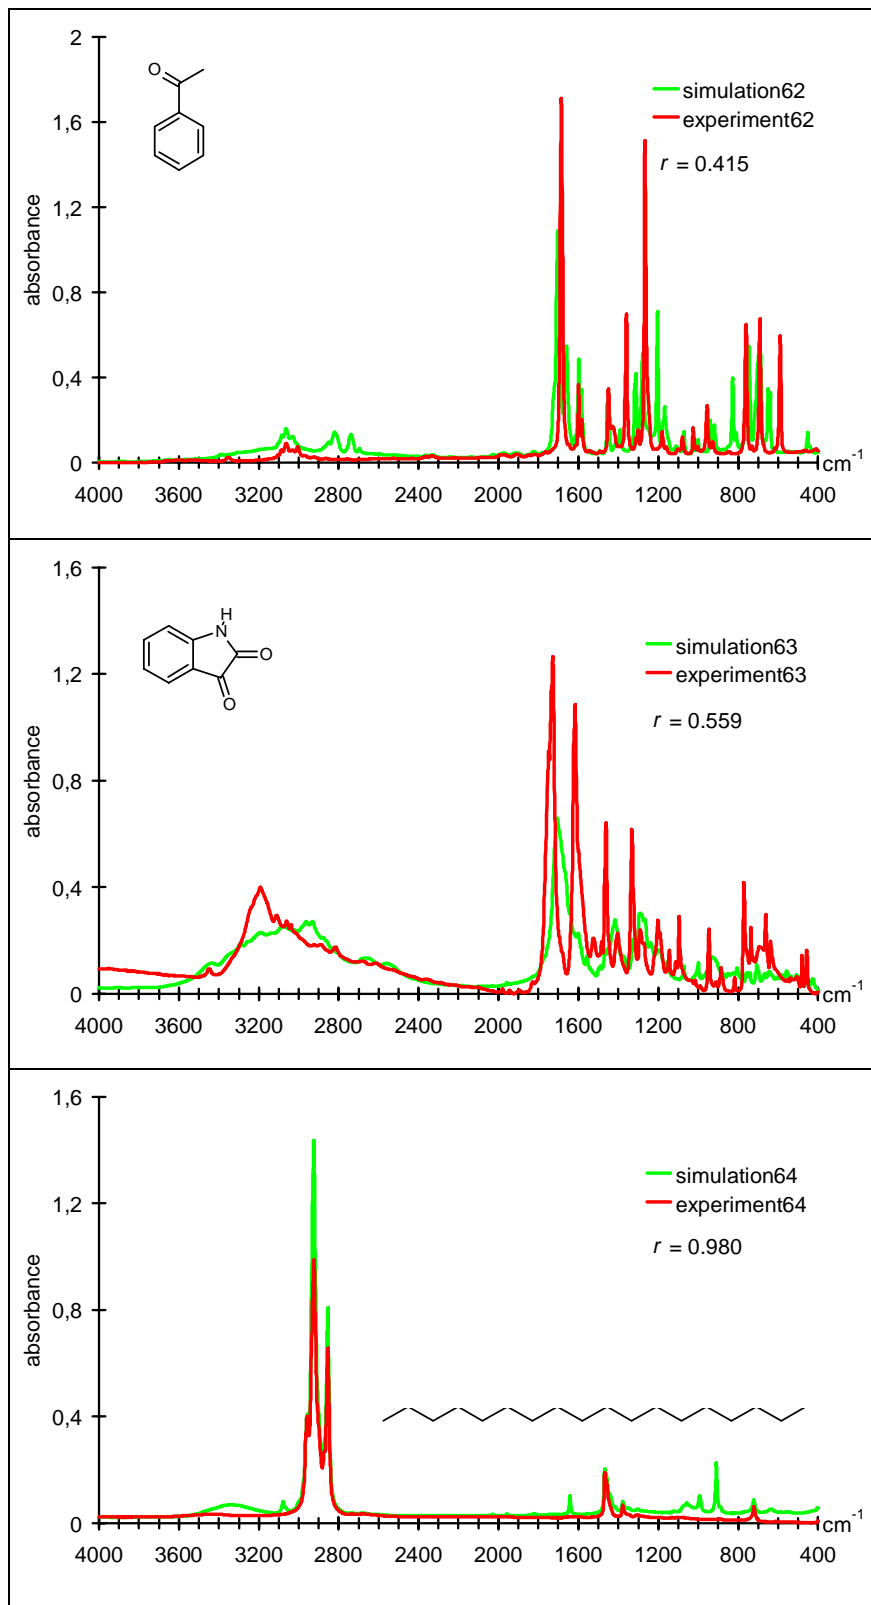 2
1,6
1,2
0,8
0,4
0
absorbance
O
simulation62
experiment62
r = 0.415
4000 3600 3200 2800 2400 2000 1600 1200 800 400
cm-1
1,6
1,2
0,8
0,4
0
absorbance
H
N
O
O
simulation63
experiment63
r = 0.559
4000 3600 3200 2800 2400 2000 1600 1200 800 400
cm-1
1,6
1,2
0,8
0,4
0
absorbance
simulation64
experiment64
r = 0.980
4000 3600 3200 2800 2400 2000 1600 1200 800 400
cm-1